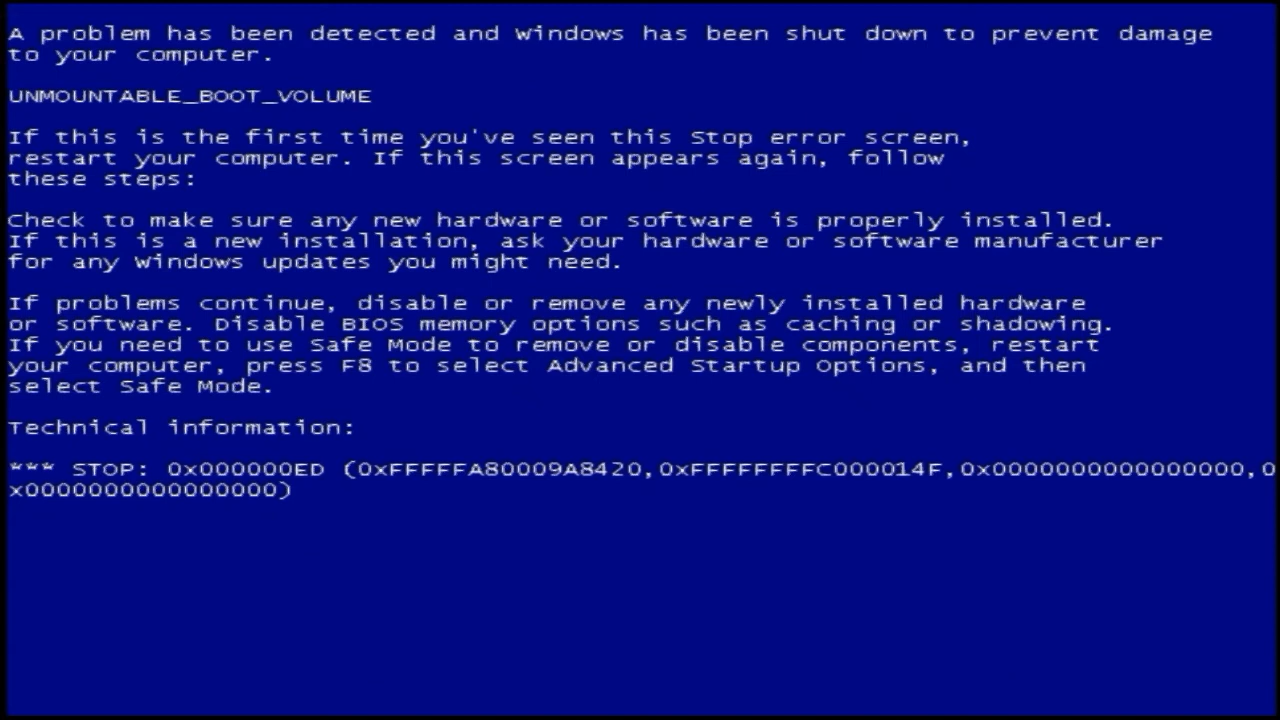 A problem has been detected and Windows has been shut down to prevent damage
to your computer.
UNMOUNTABLE_BOOT_VOLUME
If this is the first time you've seen this Stop error screen,
restart your computer. If this screen appears again, follow
these steps:
Check to make sure any new hardware or software is properly installed.
If this is a new installation, ask your hardware or software manufacturer
for any Windows updates you might need.
If problems continue, disable or remove any newly installed hardware
or software. Disable BIOS memory options such as caching or shadowing.
If you need to use Safe Mode to remove or disable components, restart
your computer, press F8 to select Advanced Startup Options, and then
select Safe Mode.
Technical information:
*** STOP: 0x000000ED (0xFFFFFA80009A8420,0xFFFFFFFFC000014F,0x0000000000000000,0
x0000000000000000)